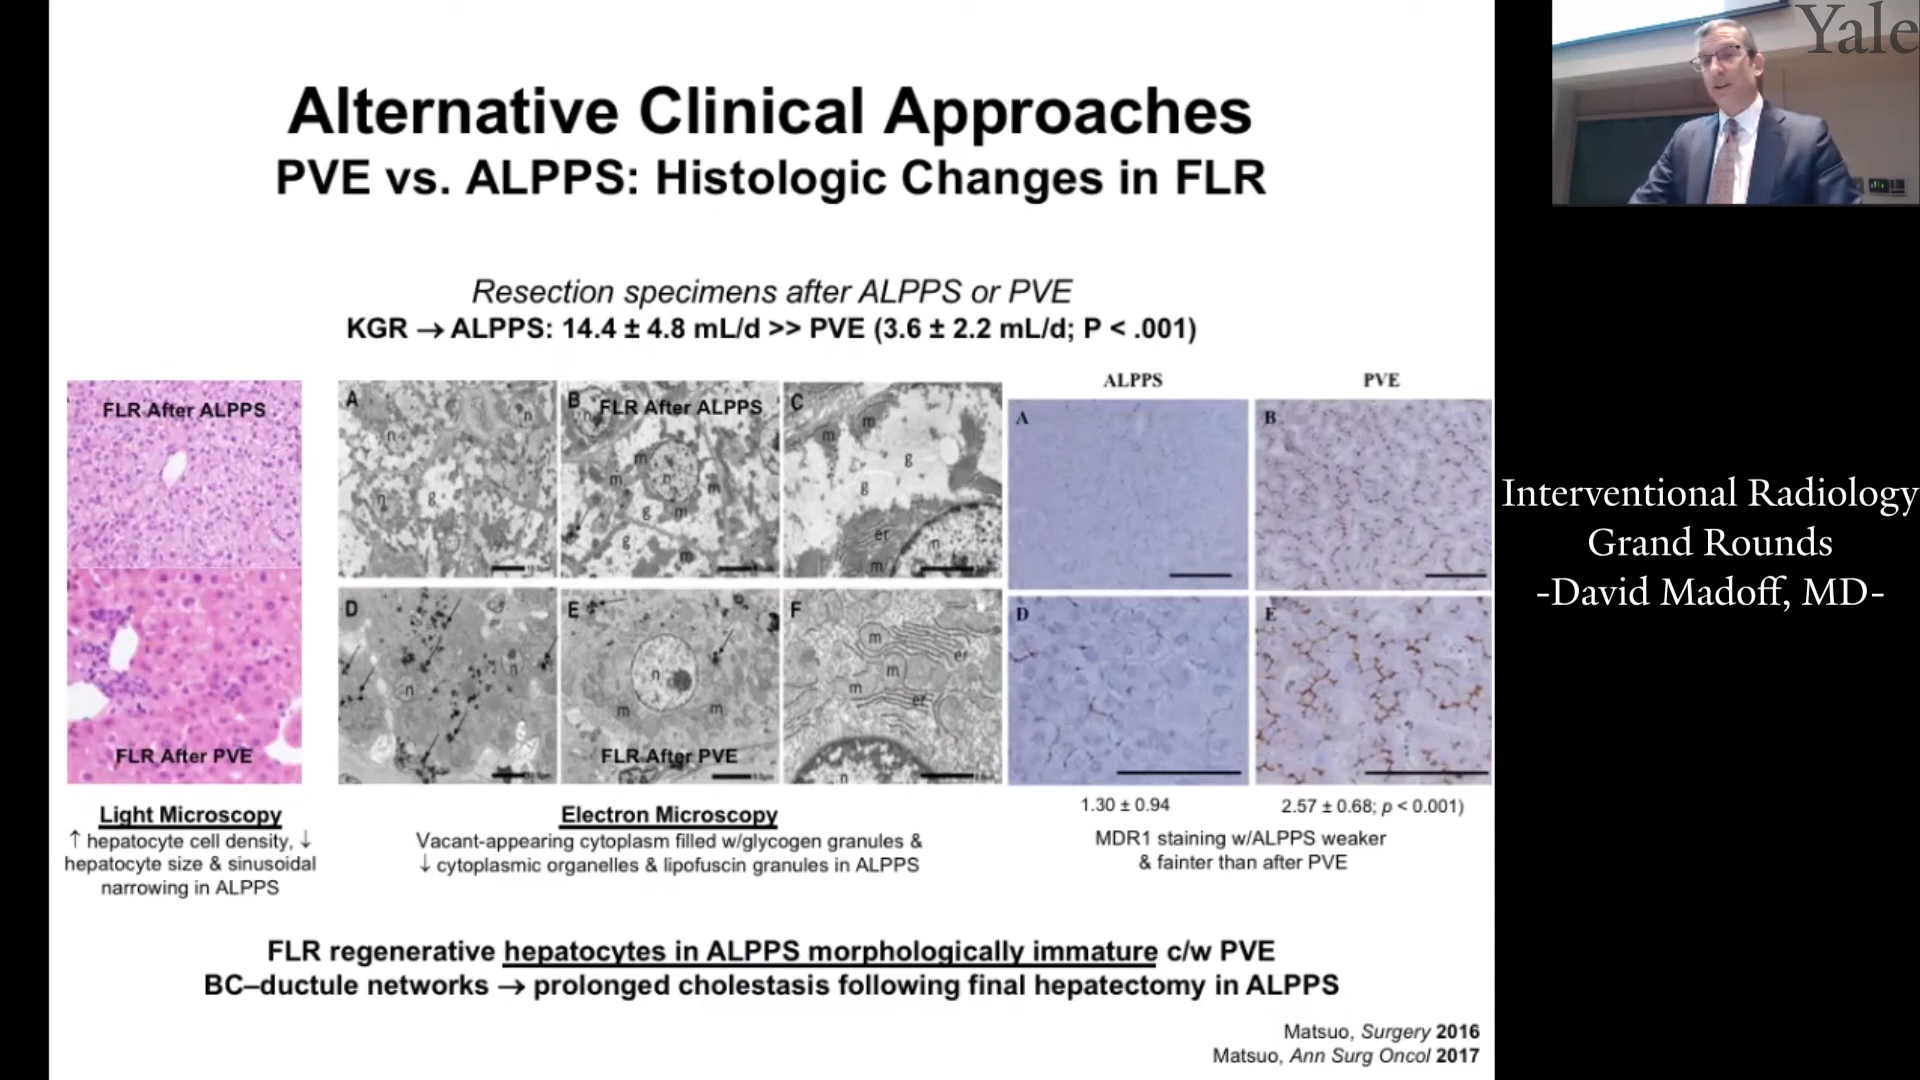 Alternative Clinical Approaches
PVE vs. ALPPS: Histologic Changes in FLR
Resection specimens after ALPPS or PVE
KGR → ALPPS: 14.4 ± 4.8 mL/d >> PVE (3.6 ± 2.2 mL/d; P < .001)
FLR After ALPPS
FLR After PVE
Light Microscopy
↑ hepatocyte cell density, ↓
hepatocyte size & sinusoidal
narrowing in ALPPS
A
n
n
n
g
B
FLR After ALPPS
n
m
m
n
m
g
m
g
m
C
m
m
g
g
er
n
m
D
n
n
E
n
m
m
FLR After PVE
F
m
er
m
m
er
n
Electron Microscopy
Vacant-appearing cytoplasm filled w/glycogen granules &
↓ cytoplasmic organelles & lipofuscin granules in ALPPS
ALPPS
PVE
A
B
D
E
1.30 ± 0.94
2.57 ± 0.68; p < 0.001)
MDR1 staining w/ALPPS weaker
& fainter than after PVE
FLR regenerative hepatocytes in ALPPS morphologically immature c/w PVE
BC–ductule networks → prolonged cholestasis following final hepatectomy in ALPPS
Matsuo, Surgery 2016
Matsuo, Ann Surg Oncol 2017
Yale
Interventional Radiology
Grand Rounds
-David Madoff, MD-